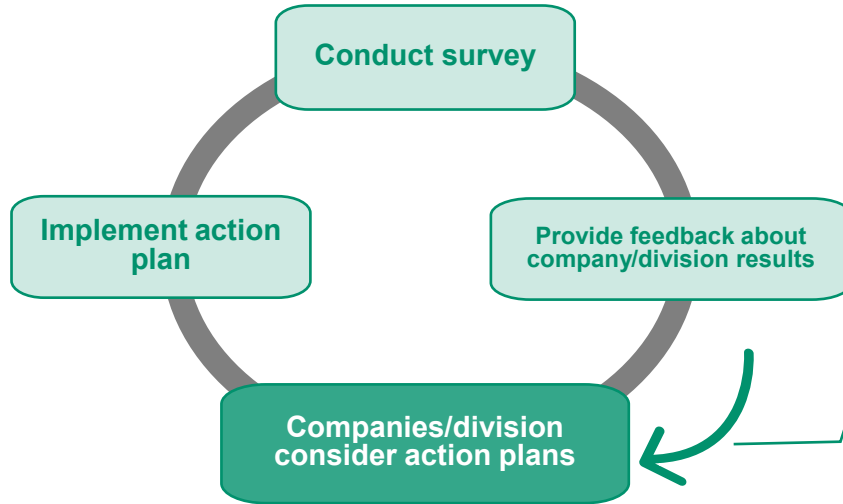 Conduct survey
Implement action
plan
Provide feedback about
company/division results
Companies/division
consider action plans